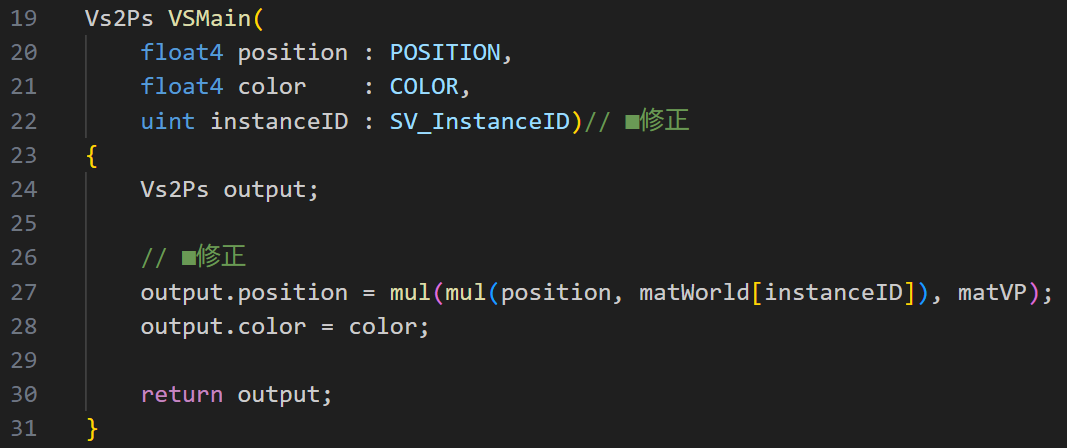 19 Vs2Ps VSMain(
20 float4 position : POSITION,
21 float4 color    : COLOR,
22 uint instanceID : SV_InstanceID)// ■修正
23 {
24 Vs2Ps output;
25
26 // ■修正
27 output.position = mul(mul(position, matWorld[instanceID]), matVP);
28 output.color = color;
29
30 return output;
31 }